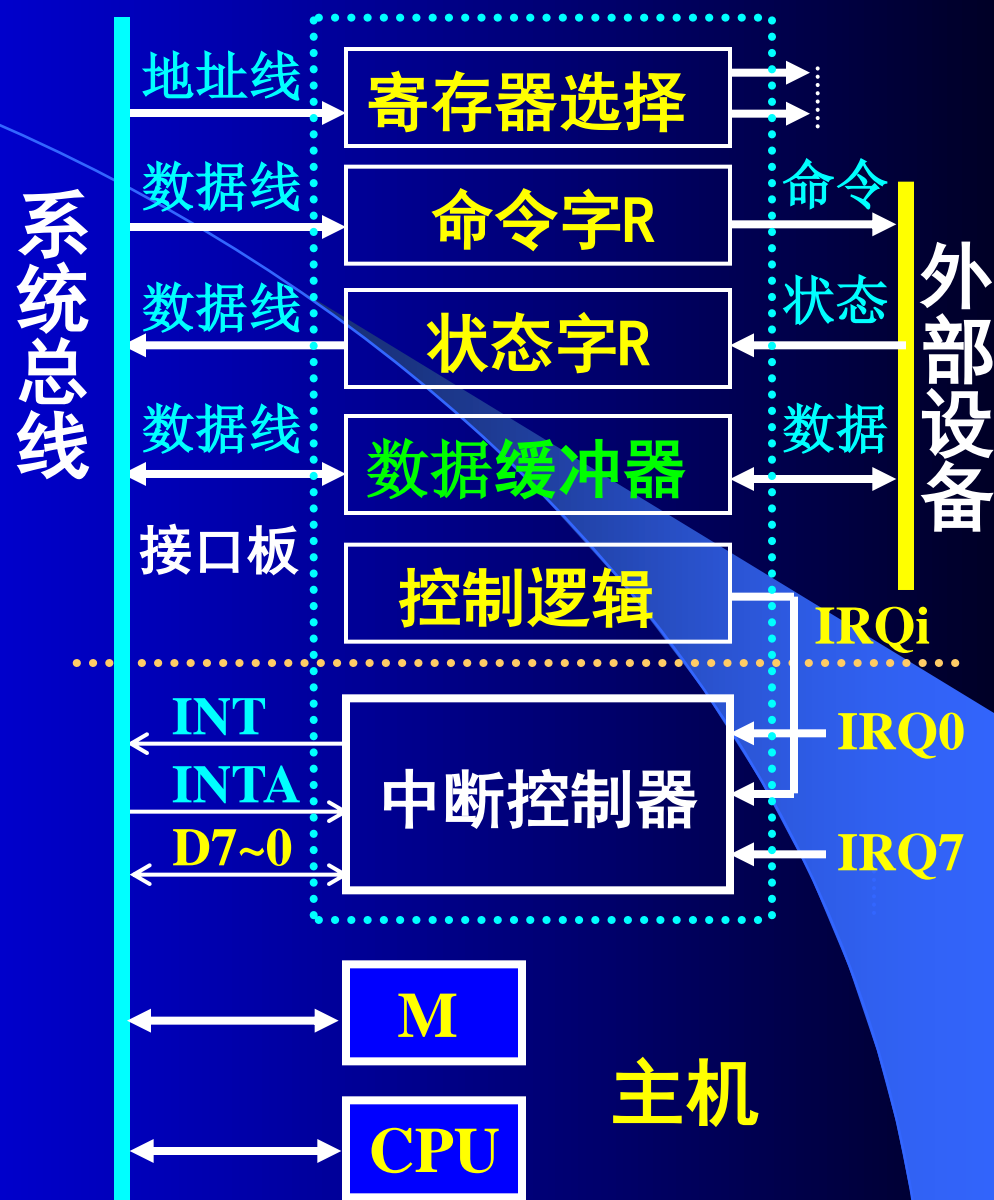 系统总线
地址线
寄存器选择
数据线
命令字R
命令
数据线
状态字R
状态
数据线
数据缓冲器
数据
外部设备
接口板
控制逻辑
IRQi
INT
IRQ0
INTA
中断控制器
D7~0
IRQ7
M
主机
CPU